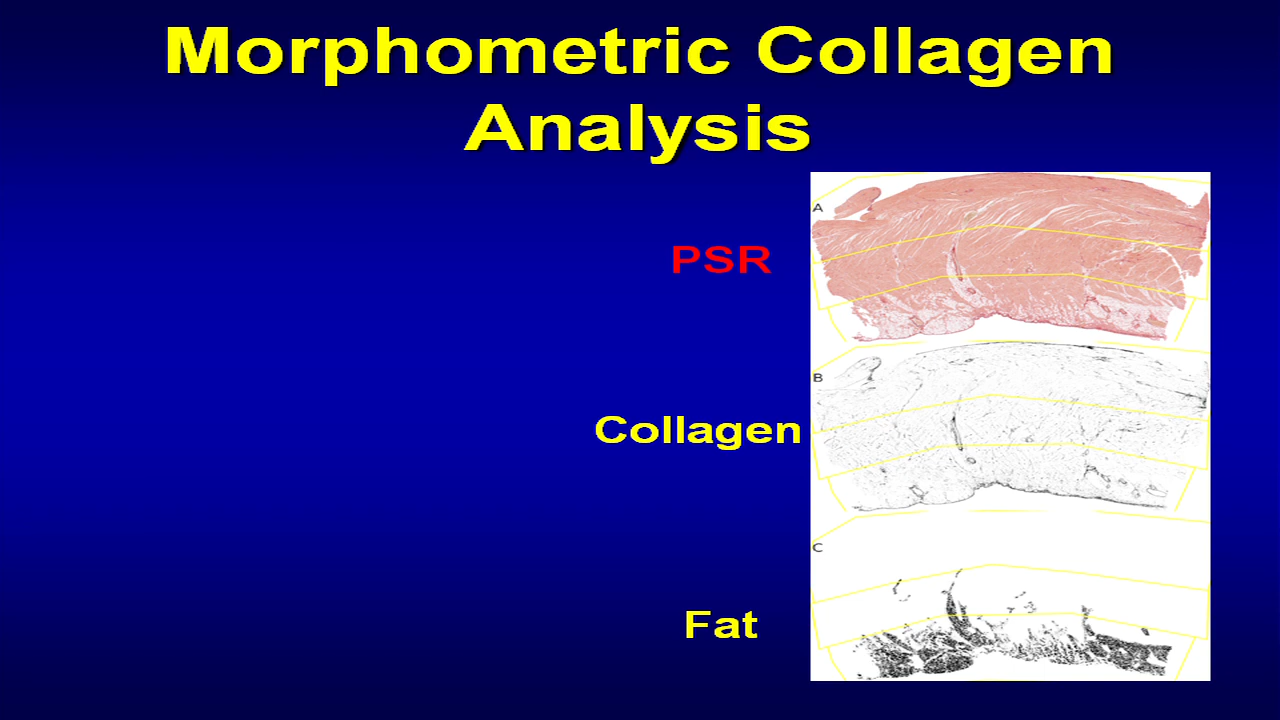 Morphometric Collagen
Analysis
A
PSR
B
Collagen
C
Fat